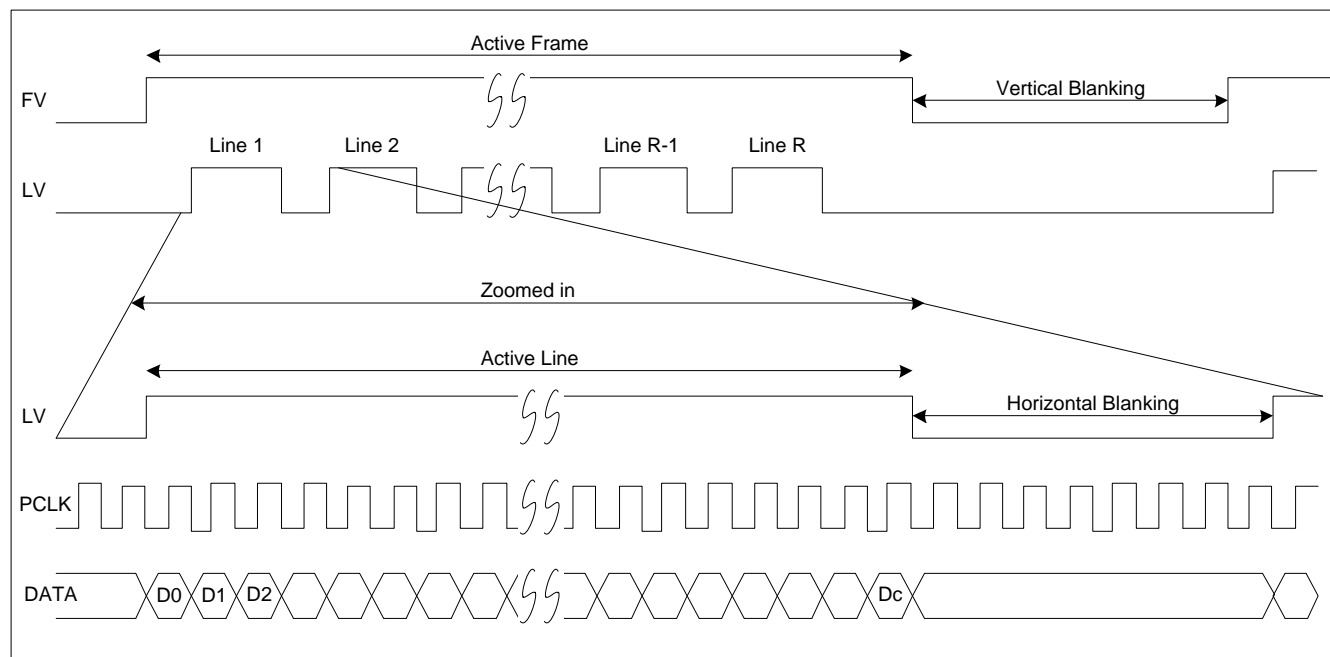 Active Frame
FV
Vertical Blanking
Line 1 Line 2 Line R-1 Line R
LV
Zoomed in
Active Line
LV
Horizontal Blanking
PCLK
DATA D0 D1 D2 Dc